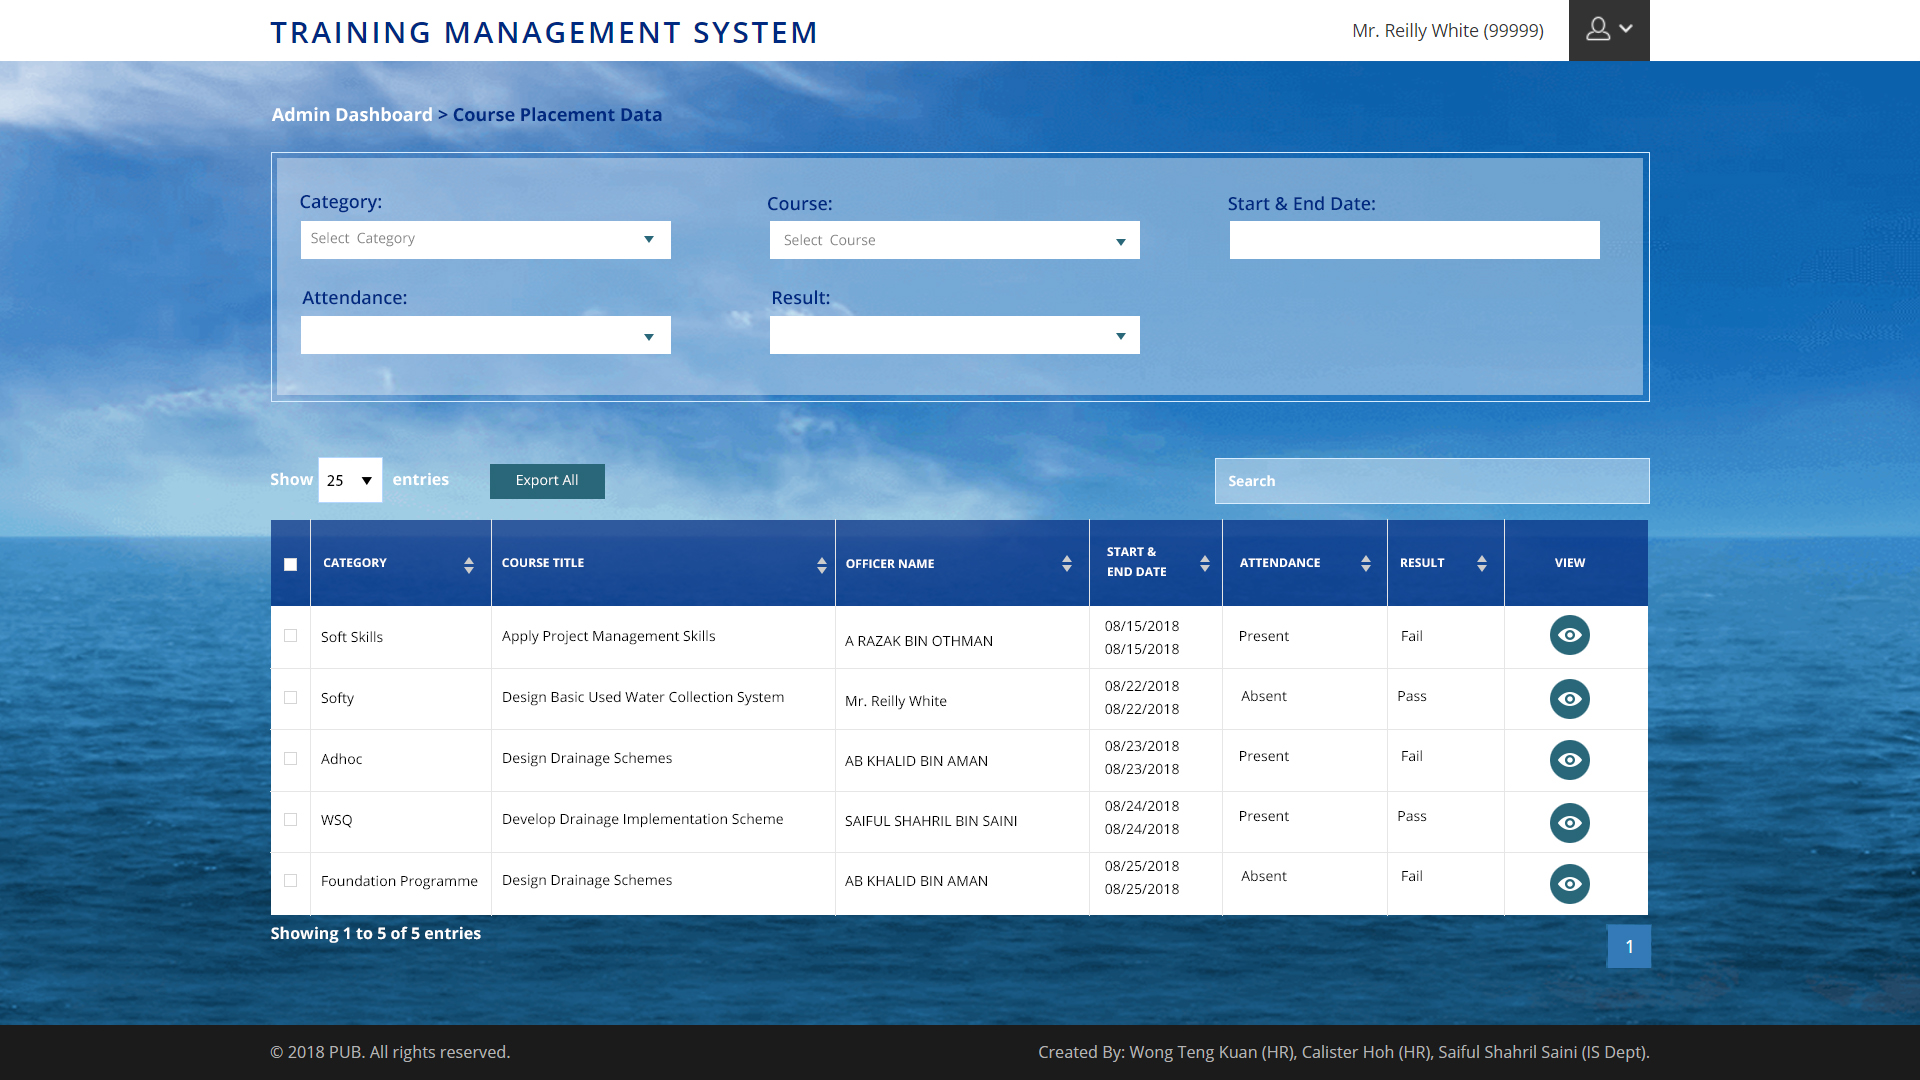 TRAINING MANAGEMENT SYSTEM
Mr. Reilly White (99999)
Admin Dashboard > Course Placement Data
Category:
Course:
Start & End Date:
Select Category
Select Course
Attendance:
Result:
Show 25 entries
Export All
Search
CATEGORY
COURSE TITLE
OFFICER NAME
START &
END DATE
ATTENDANCE
RESULT
VIEW
Soft Skills
Apply Project Management Skills
A RAZAK BIN OTHMAN
08/15/2018
08/15/2018
Present
Fail
Softy
Design Basic Used Water Collection System
Mr. Reilly White
08/22/2018
08/22/2018
Absent
Pass
Adhoc
Design Drainage Schemes
AB KHALID BIN AMAN
08/23/2018
08/23/2018
Present
Fail
WSQ
Develop Drainage Implementation Scheme
SAIFUL SHAHRIL BIN SAINI
08/24/2018
08/24/2018
Present
Pass
Foundation Programme
Design Drainage Schemes
AB KHALID BIN AMAN
08/25/2018
08/25/2018
Absent
Fail
Showing 1 to 5 of 5 entries
1
© 2018 PUB. All rights reserved.
Created By: Wong Teng Kuan (HR), Calister Hoh (HR), Saiful Shahril Saini (IS Dept).